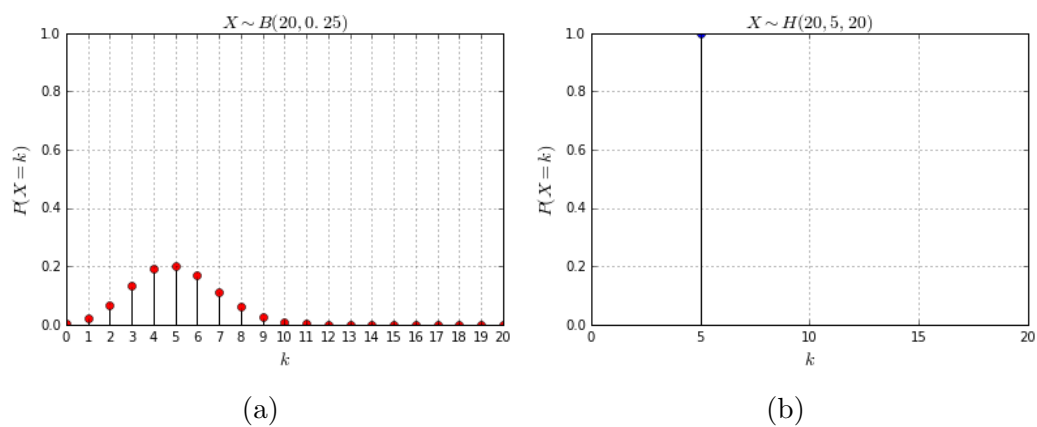 X ~ B(20, 0.25)
1.0
0.8
0.6
0.4
0.2
0.0
P(X = k)
0 1 2 3 4 5 6 7 8 9 10 11 12 13 14 15 16 17 18 19 20
k
(a)
X ~ H(20, 5, 20)
1.0
0.8
0.6
0.4
0.2
0.0
P(X = k)
0 5 10 15 20
k
(b)